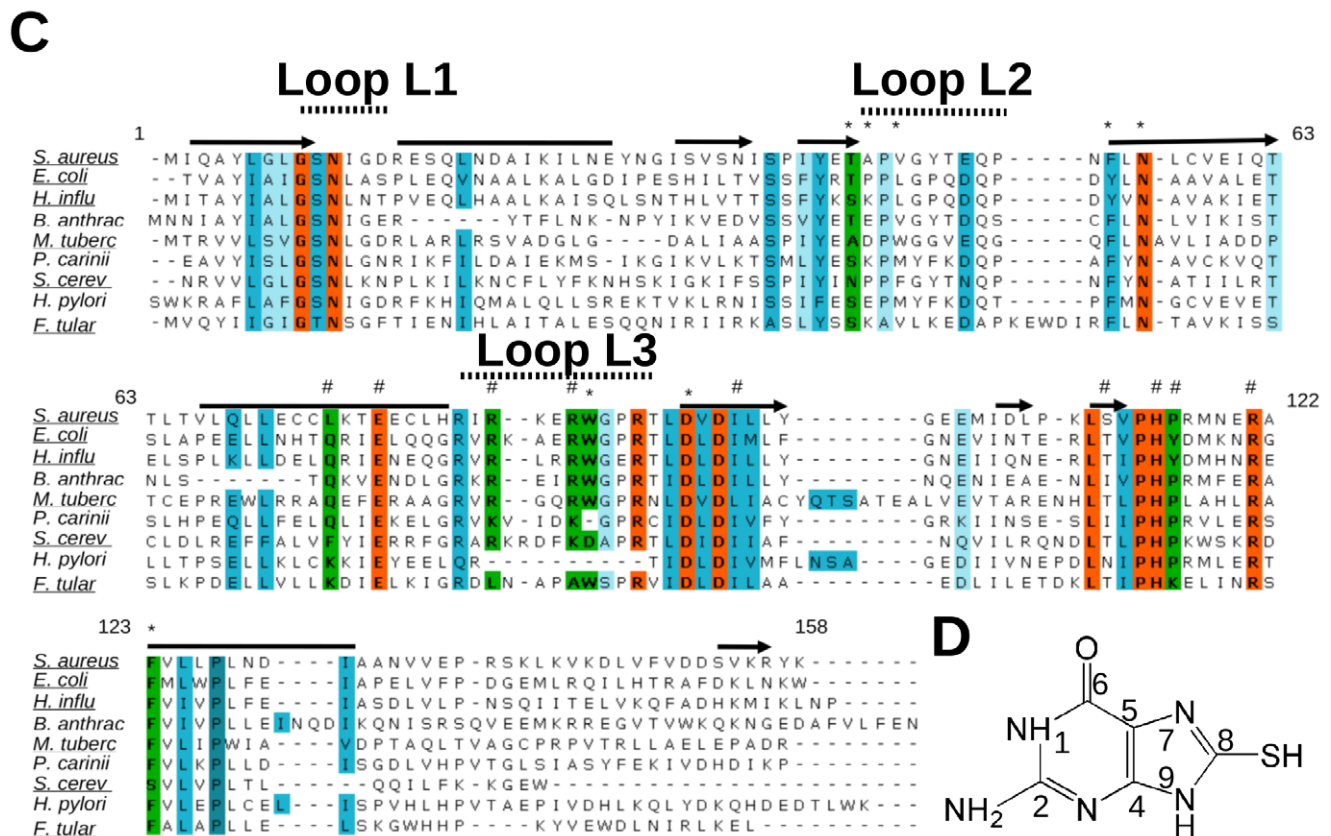 C
Loop L1
Loop L2
* * * * *
1 63
S. aureus -MIQAYLGLGSNIGDRESQLNDAIKILNEYNGISVSNISPIYETAPVGYTEQP-----NFLN-LCVEIQT
E. coli --TVAYIAIGSNLASPLEQVNAALKALGDIPESHILTVSSFYRTPPLGPQDQP-----DYLN-AAVALET
H. influ -MITAYIALGSNLNTPVEQLHAALKAISQLSNTHLVTTSSFYKSKPLGPQDQP-----DYVN-AVAKIET
B. anthrac MNNIAYIALGSNIGER-----YTFLNK-NPYIKVEDVSSVYETEPVGYTDQS-----CFLN-LVIKIST
M. tuberc -MTRVVLSVGSNLGDRLARLRSVADGLG----DALIAASPIYEADPWGGVEQG-----QFLNAVLIADDP
P. carinii --EAVYISLGSNLGNRIKFILDAIEKMS-IKGIKVLKTSMLYESKPMYFKDQP-----AFYN-AVCKVQT
S. cerev --NRVVLSLGSNLKNPLKILKNCFLYFKNHSKIGKIFSSPIYINPPFGYTNQP-----NYYN-ATIILRT
H. pylori SWKRAFLAFGSNIGDRFKHIQMALQLLSREKTVKLRNISSIFESEPMYFKDQT-----PFMN-GCVEVET
F. tular -MVQYIIGIGTNSGFTIENIHLAITALESQQNIRIIRKASLYSSKAVLKEDAPKEWDIRFLN-TAVKISS
Loop L3
63 # # # # * * # # # # # 122
S. aureus TLTVLQLLECCLKTEECLHRIR--KERWGPRTLDVDILLY--------GEEMIDLP-KLSVPHPRMNERA
E. coli SLAPEELLNHTQRIELQQGRVRK-AERWGPRTLDLDIMLF--------GNEVINTE-RLTVPHYDMKNRG
H. influ ELSPLKLLDELQRIENEQGRVR--LRRWGERTLDLDILLY--------GNEIIQNE-RLTIPHYDMHNRE
B. anthrac NLS-----TQKVENDLGRKR--EIRWGPRTLDLDILLY--------NQENIEAE-NLIVPHPRMFERA
M. tuberc TCEPREWLRRAQEFERAAGRVR--GQRWGPRNLDVDLIACYQTSATEALVEVTARENHLTLPHPLAHLRA
P. carinii SLHPEQLLFELQLIEKELGRVKV-IDK-GPRCIDLDIVFY--------GRKIINSE-SLIIPHPRVLERS
S. cerev CLDLREFFALVFYIERRFGRARKRDFKDAPRTLDIDIIAF--------NQVILRQNDLTLPHPKWSKRD
H. pylori LLTPSELLKLCKKIEYEELQR-----------TIDLDIVMFLNSA---GEDIIVNEPDLNIPHPRMLERT
F. tular SLKPDELLVLLKDIELKIGRDLN-APAWSPRVIDLDILAA--------EDLILETDKLTIPHKELINRS
123 * 158
S. aureus FVLLPLND----IAANVVEP-RSKLKVKDLVFVDDSVKRYK--------
E. coli FMLWPLFE----IAPELVFP-DGEMLRQILHTRAFDKLNKW--------
H. influ FVIVPLFE----IASDLVLP-NSQIITELVKQFADHKMIKLNP------
B. anthrac FVIVPLLEINQDIKQNISRSQVEEMKRREGVTVWKQKNGEDAFVLFEN
M. tuberc FVLIPWIA----VDPTAQLTVAGCPRPVTRLLAELEPADR--------
P. carinii FVLKPLLD----ISGDLVHPVTGLSIASYFEKIVDHDIKP--------
S. cerev SVLVPLTL-----QQILFK-KGEW------------------------
H. pylori FVLEPLCEL---ISPVHLHPVTAEPIVDHLKQLYDKQHDEDTLWK---
F. tular FALAPLLE----LSKGWHHP----KYVEWDLNIRLKEL----------
D
O
6
5
N
NH
1
7
8
SH
9
NH2
2
N
4
N
H